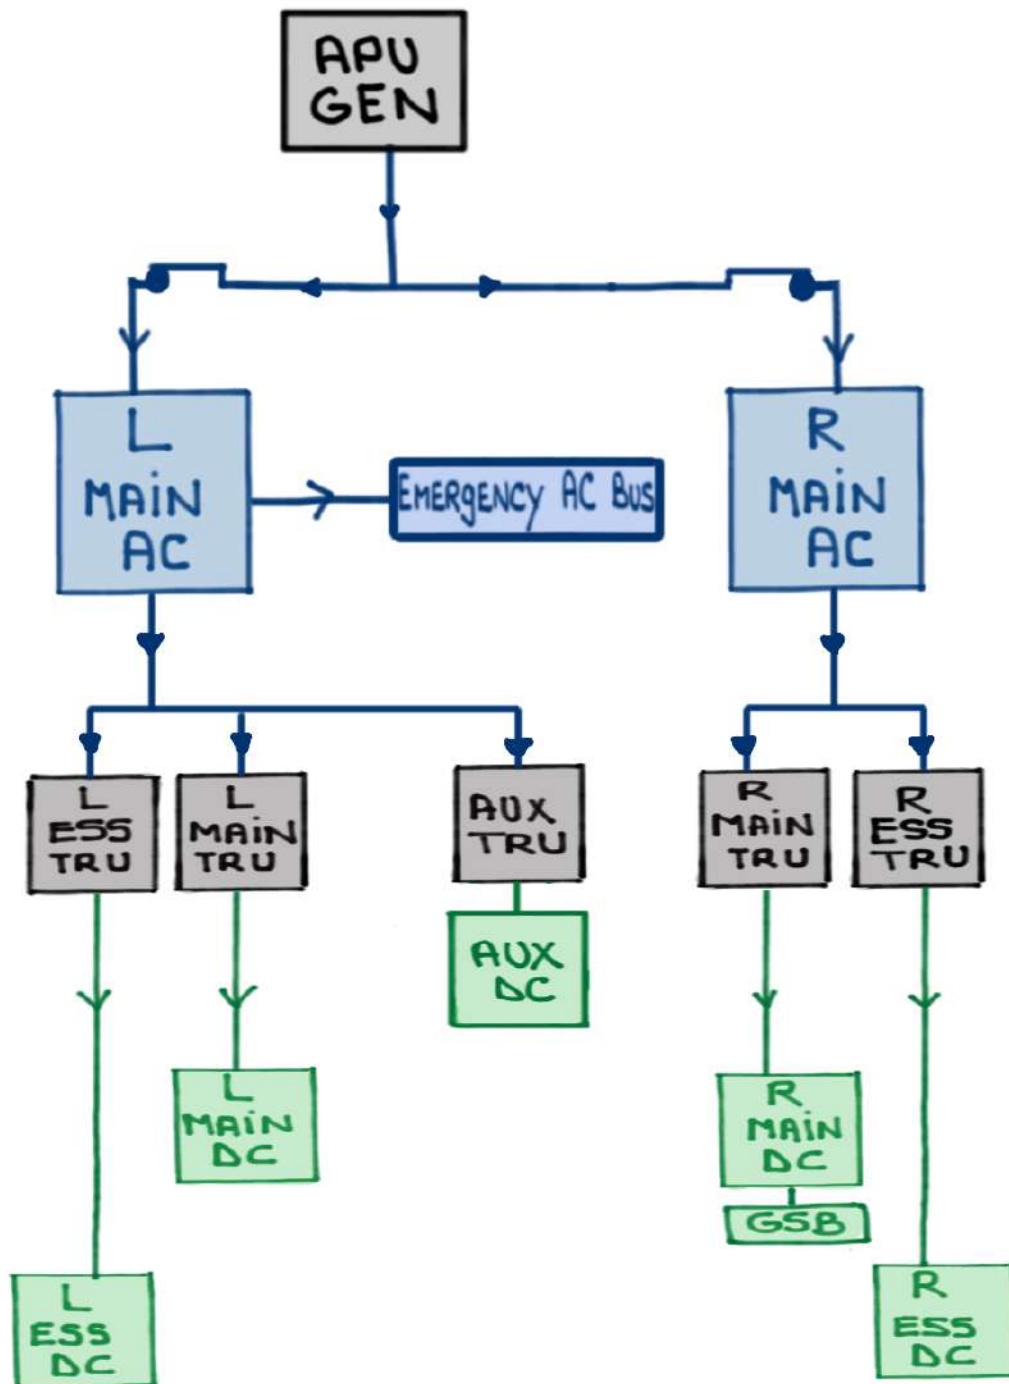 APU
GEN
L
MAIN
AC
EMERGENCY AC BUS
R
MAIN
AC
L
ESS
TRU
L
MAIN
TRU
AUX
TRU
R
MAIN
TRU
R
ESS
TRU
AUX
DC
L
MAIN
DC
R
MAIN
DC
GSB
L
ESS
DC
R
ESS
DC